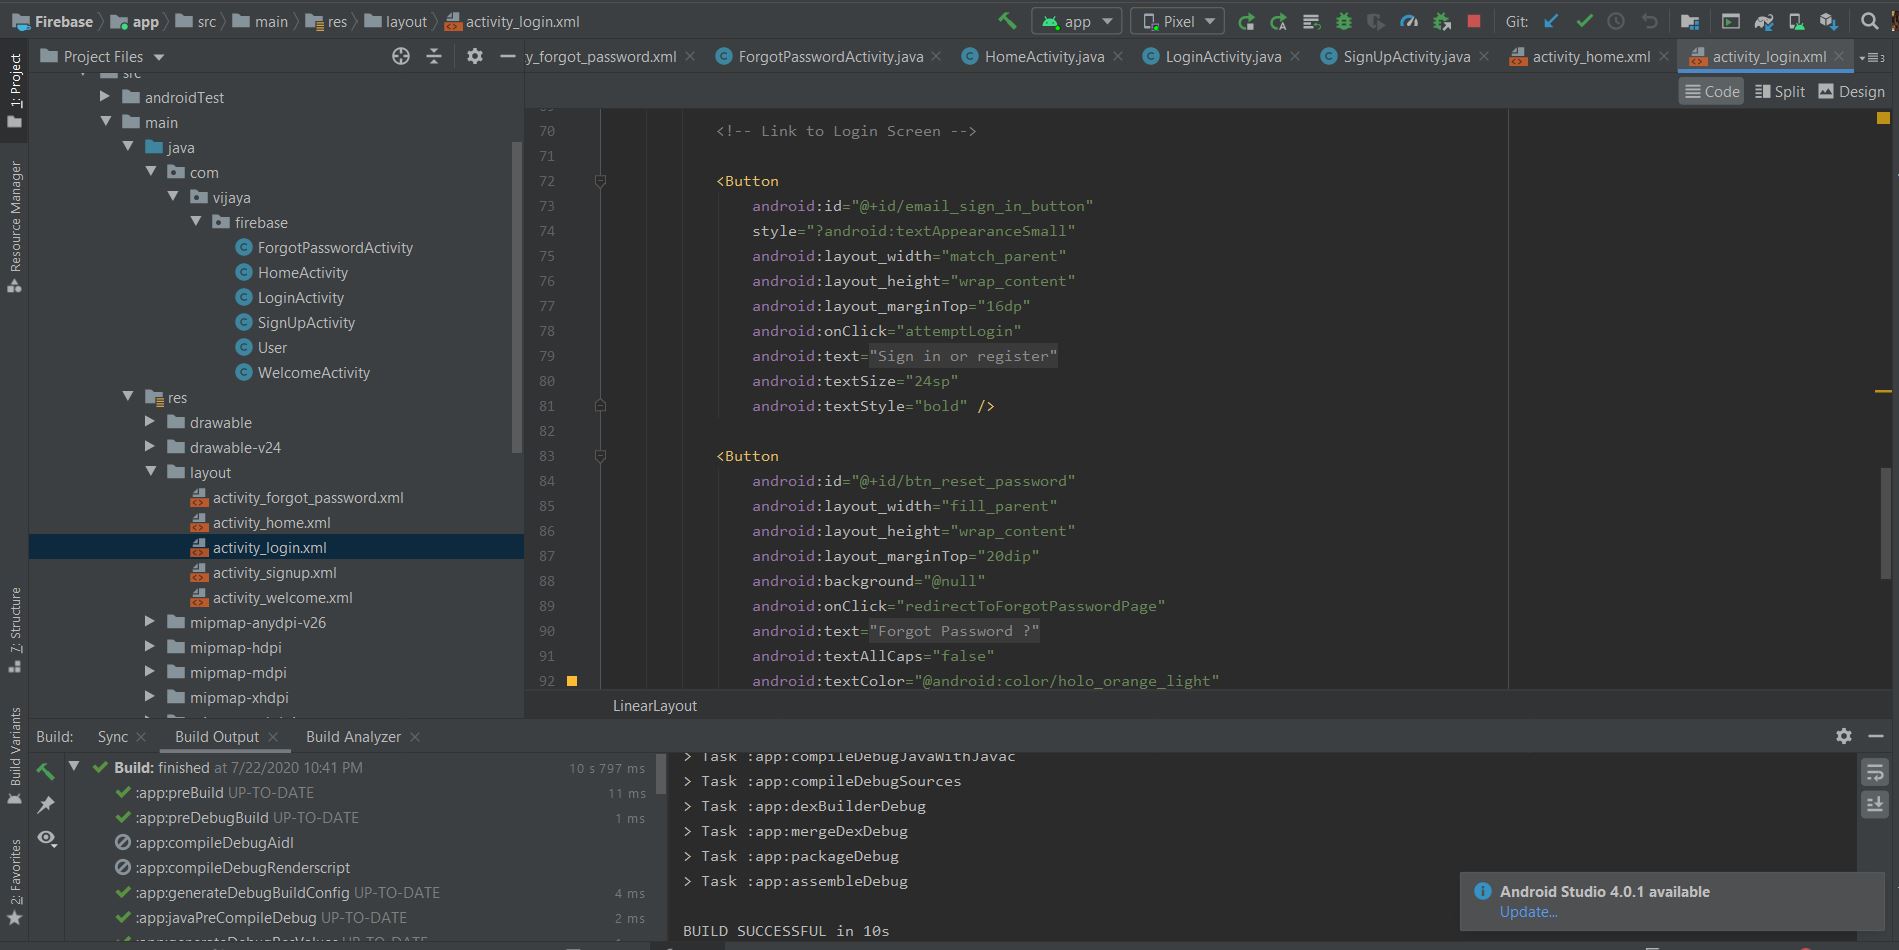 Firebase app src main res layout activity_login.xml
app Pixel Git:
1: Project
Resource Manager
7: Structure
Build Variants
2: Favorites
Project Files
src
androidTest
main
java
com
vijaya
firebase
ForgotPasswordActivity
HomeActivity
LoginActivity
SignUpActivity
User
WelcomeActivity
res
drawable
drawable-v24
layout
activity_forgot_password.xml
activity_home.xml
activity_login.xml
activity_signup.xml
activity_welcome.xml
mipmap-anydpi-v26
mipmap-hdpi
mipmap-mdpi
mipmap-xhdpi
y_forgot_password.xml ForgotPasswordActivity.java HomeActivity.java LoginActivity.java SignUpActivity.java activity_home.xml activity_login.xml
Code Split Design
70 <!-- Link to Login Screen -->
71
72 <Button
73 android:id="@+id/email_sign_in_button"
74 style="?android:textAppearanceSmall"
75 android:layout_width="match_parent"
76 android:layout_height="wrap_content"
77 android:layout_marginTop="16dp"
78 android:onClick="attemptLogin"
79 android:text="Sign in or register"
80 android:textSize="24sp"
81 android:textStyle="bold" />
82
83 <Button
84 android:id="@+id/btn_reset_password"
85 android:layout_width="fill_parent"
86 android:layout_height="wrap_content"
87 android:layout_marginTop="20dip"
88 android:background="@null"
89 android:onClick="redirectToForgotPasswordPage"
90 android:text="Forgot Password ?"
91 android:textAllCaps="false"
92 android:textColor="@android:color/holo_orange_light"
LinearLayout
Build: Sync Build Output Build Analyzer
Build: finished at 7/22/2020 10:41 PM 10 s 797 ms
:app:preBuild UP-TO-DATE 11 ms
:app:preDebugBuild UP-TO-DATE 1 ms
:app:compileDebugAidl
:app:compileDebugRenderscript
:app:generateDebugBuildConfig UP-TO-DATE 4 ms
:app:javaPreCompileDebug UP-TO-DATE 2 ms
:app:generateDebugResValues UP-TO-DATE
> Task :app:compileDebugJavaWithJavac
> Task :app:compileDebugSources
> Task :app:dexBuilderDebug
> Task :app:mergeDexDebug
> Task :app:packageDebug
> Task :app:assembleDebug
BUILD SUCCESSFUL in 10s
Android Studio 4.0.1 available
Update...